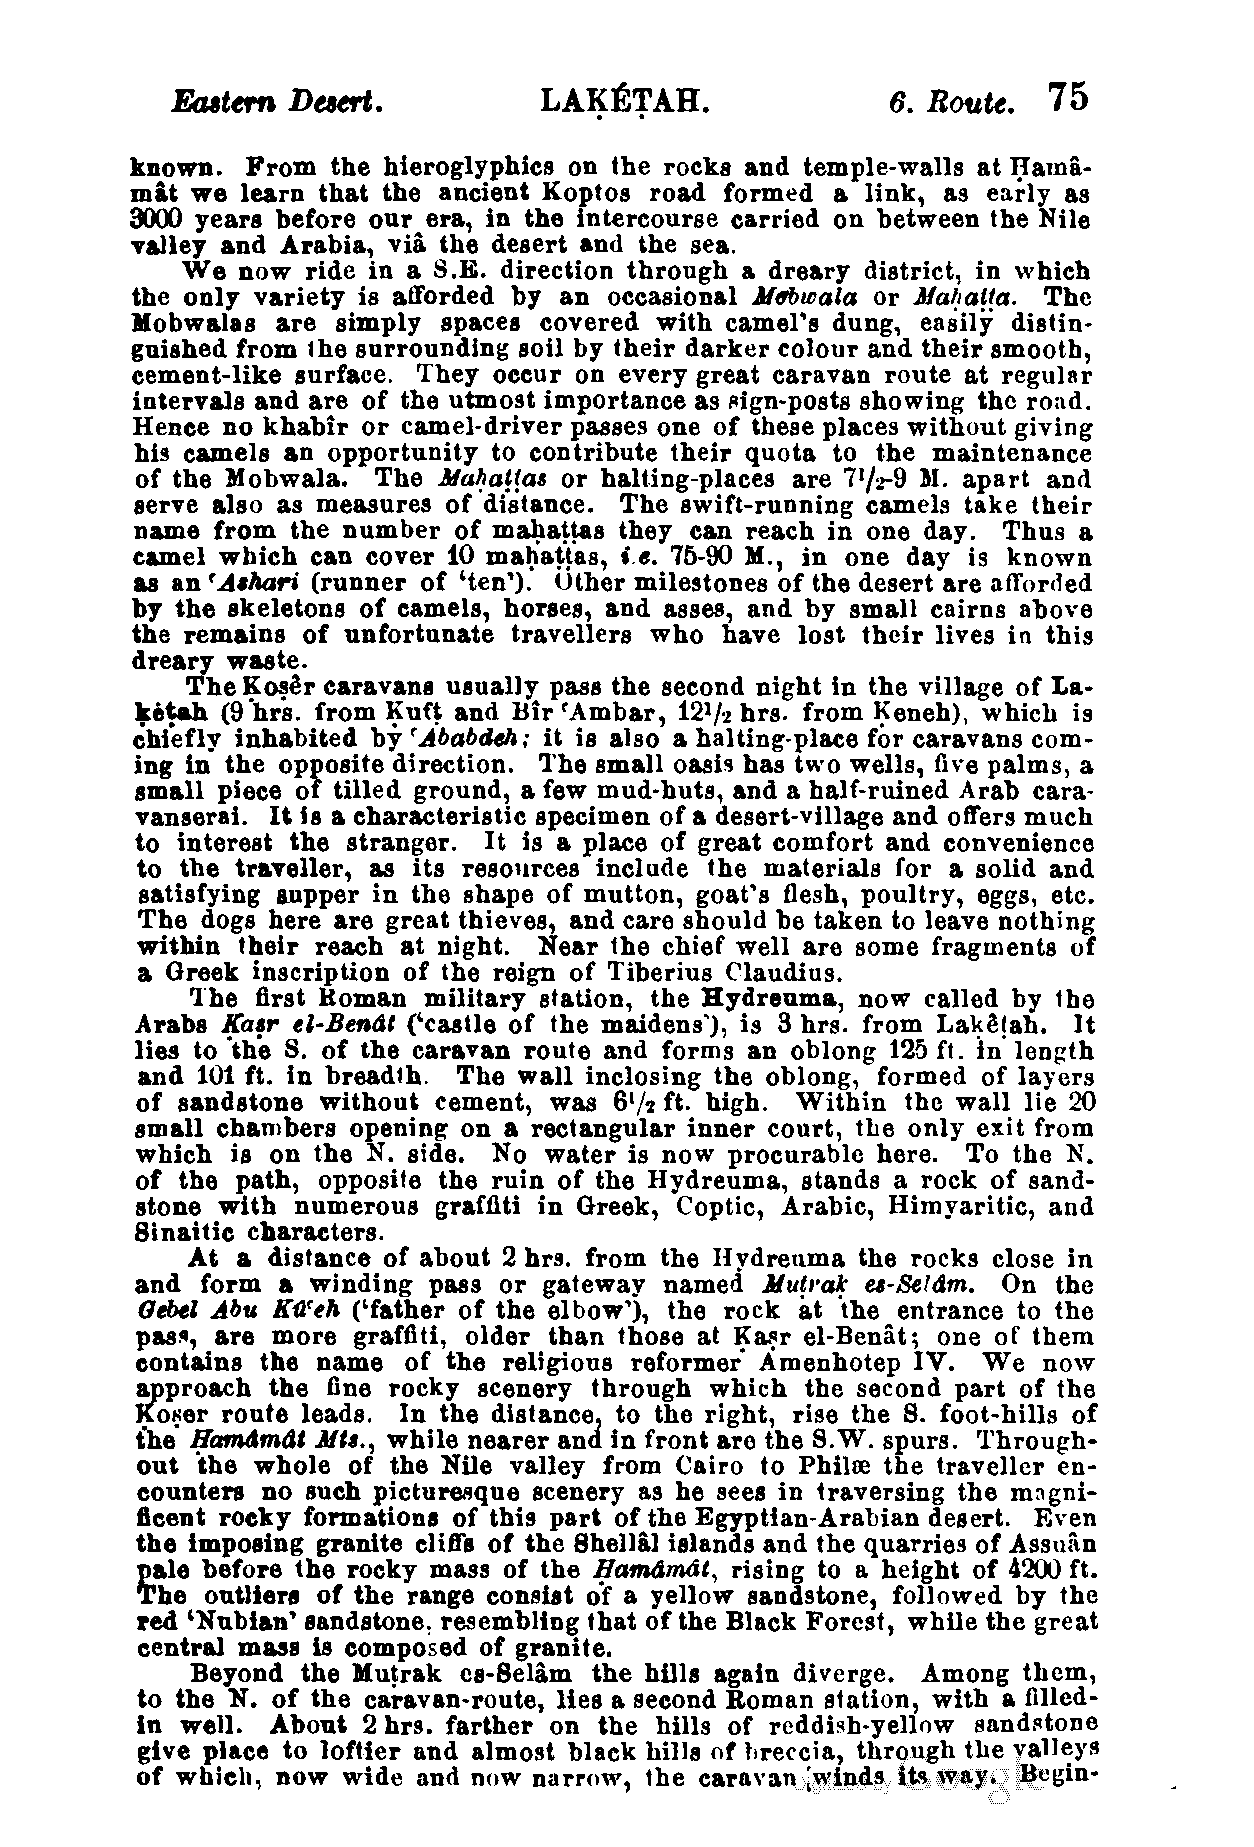 Eastern Desert. LAḲÉṬAH. 6. Route. 75
known. From the hieroglyphics on the rocks and temple-walls at Ḥamâ-
mât we learn that the ancient Koptos road formed a link, as early as
3000 years before our era, in the intercourse carried on between the Nile
valley and Arabia, viâ the desert and the sea.
We now ride in a S.E. direction through a dreary district, in which
the only variety is afforded by an occasional Mobwala or Maḥaṭṭa. The
Mobwalas are simply spaces covered with camel's dung, easily distin-
guished from the surrounding soil by their darker colour and their smooth,
cement-like surface. They occur on every great caravan route at regular
intervals and are of the utmost importance as sign-posts showing the road.
Hence no khabîr or camel-driver passes one of these places without giving
his camels an opportunity to contribute their quota to the maintenance
of the Mobwala. The Maḥaṭṭas or halting-places are 7¹/₂-9 M. apart and
serve also as measures of distance. The swift-running camels take their
name from the number of maḥaṭṭas they can reach in one day. Thus a
camel which can cover 10 maḥaṭṭas, i.e. 75-90 M., in one day is known
as an ʿAshari (runner of 'ten'). Other milestones of the desert are afforded
by the skeletons of camels, horses, and asses, and by small cairns above
the remains of unfortunate travellers who have lost their lives in this
dreary waste.
The Ḳoṣêr caravans usually pass the second night in the village of La-
ḳêṭah (9 hrs. from Ḳufṭ and Bîr ʿAmbar, 12¹/₂ hrs. from Ḳeneh), which is
chiefly inhabited by ʿAbabdeh; it is also a halting-place for caravans com-
ing in the opposite direction. The small oasis has two wells, five palms, a
small piece of tilled ground, a few mud-huts, and a half-ruined Arab cara-
vanserai. It is a characteristic specimen of a desert-village and offers much
to interest the stranger. It is a place of great comfort and convenience
to the traveller, as its resources include the materials for a solid and
satisfying supper in the shape of mutton, goat's flesh, poultry, eggs, etc.
The dogs here are great thieves, and care should be taken to leave nothing
within their reach at night. Near the chief well are some fragments of
a Greek inscription of the reign of Tiberius Claudius.
The first Roman military station, the Hydreuma, now called by the
Arabs Ḳaṣr el-Benât ('castle of the maidens'), is 3 hrs. from Laḳêṭah. It
lies to the S. of the caravan route and forms an oblong 125 ft. in length
and 101 ft. in breadth. The wall inclosing the oblong, formed of layers
of sandstone without cement, was 6¹/₂ ft. high. Within the wall lie 20
small chambers opening on a rectangular inner court, the only exit from
which is on the N. side. No water is now procurable here. To the N.
of the path, opposite the ruin of the Hydreuma, stands a rock of sand-
stone with numerous graffiti in Greek, Coptic, Arabic, Himyaritic, and
Sinaitic characters.
At a distance of about 2 hrs. from the Hydreuma the rocks close in
and form a winding pass or gateway named Muṭraḳ es-Selâm. On the
Gebel Abu Kûʿeh ('father of the elbow'), the rock at the entrance to the
pass, are more graffiti, older than those at Ḳaṣr el-Benât; one of them
contains the name of the religious reformer Amenhotep IV. We now
approach the fine rocky scenery through which the second part of the
Ḳoṣer route leads. In the distance, to the right, rise the S. foot-hills of
the Ḥamâmât Mts., while nearer and in front are the S.W. spurs. Through-
out the whole of the Nile valley from Cairo to Philæ the traveller en-
counters no such picturesque scenery as he sees in traversing the magni-
ficent rocky formations of this part of the Egyptian-Arabian desert. Even
the imposing granite cliffs of the Shellâl islands and the quarries of Assuân
pale before the rocky mass of the Ḥamâmât, rising to a height of 4200 ft.
The outliers of the range consist of a yellow sandstone, followed by the
red 'Nubian' sandstone, resembling that of the Black Forest, while the great
central mass is composed of granite.
Beyond the Muṭrak es-Selâm the hills again diverge. Among them,
to the N. of the caravan-route, lies a second Roman station, with a filled-
in well. About 2 hrs. farther on the hills of reddish-yellow sandstone
give place to loftier and almost black hills of breccia, through the valleys
of which, now wide and now narrow, the caravan winds its way. Begin-